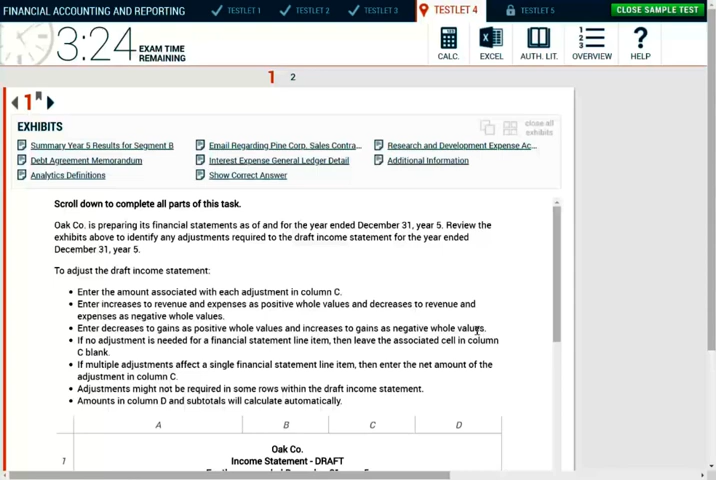 FINANCIAL ACCOUNTING AND REPORTING TESTLET 1 TESTLET 2 TESTLET 3 TESTLET 4 TESTLET 5 CLOSE SAMPLE TEST
3:24 EXAM TIME REMAINING
CALC. EXCEL AUTH. LIT. OVERVIEW HELP
1 2
1
EXHIBITS close all exhibits
Summary Year 5 Results for Segment B Email Regarding Pine Corp. Sales Contra... Research and Development Expense Ac...
Debt Agreement Memorandum Interest Expense General Ledger Detail Additional Information
Analytics Definitions Show Correct Answer
Scroll down to complete all parts of this task.
Oak Co. is preparing its financial statements as of and for the year ended December 31, year 5. Review the
exhibits above to identify any adjustments required to the draft income statement for the year ended
December 31, year 5.
To adjust the draft income statement:
• Enter the amount associated with each adjustment in column C.
• Enter increases to revenue and expenses as positive whole values and decreases to revenue and
expenses as negative whole values.
• Enter decreases to gains as positive whole values and increases to gains as negative whole values.
• If no adjustment is needed for a financial statement line item, then leave the associated cell in column
C blank.
• If multiple adjustments affect a single financial statement line item, then enter the net amount of the
adjustment in column C.
• Adjustments might not be required in some rows within the draft income statement.
• Amounts in column D and subtotals will calculate automatically.
A B C D
Oak Co.
1 Income Statement - DRAFT